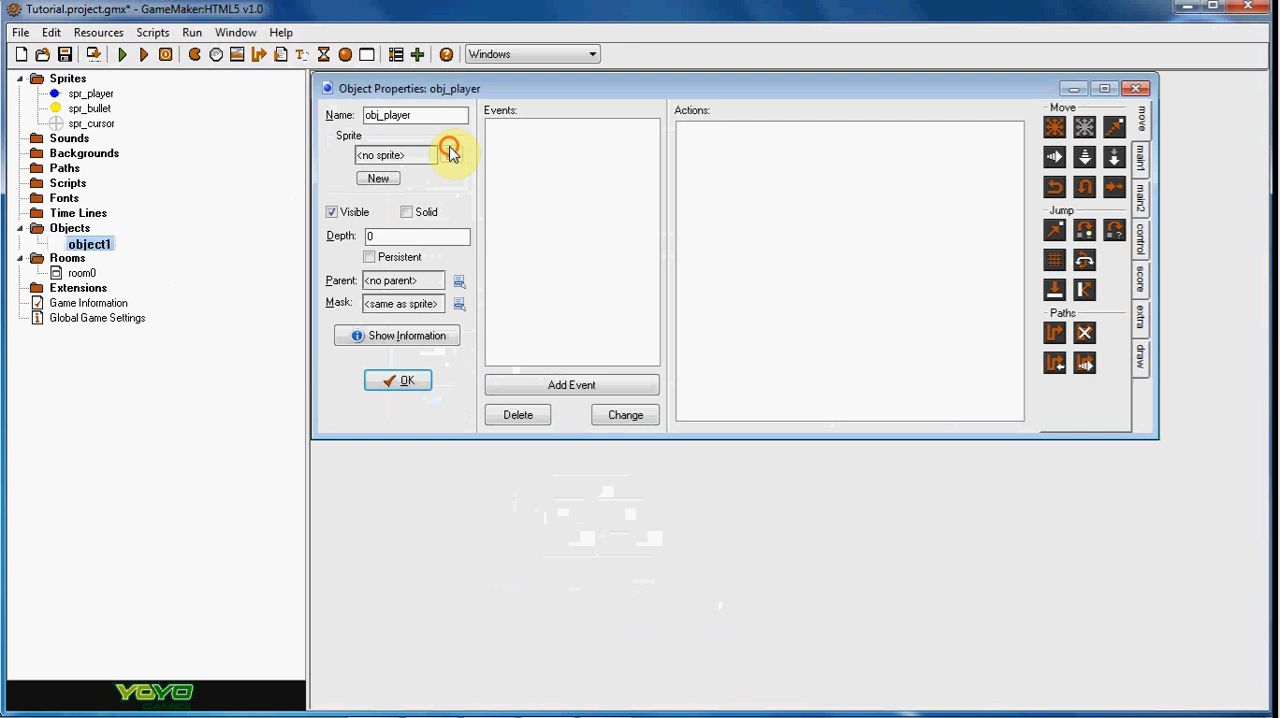 Tutorial.project.gmx* - GameMaker:HTML5 v1.0
File Edit Resources Scripts Run Window Help
Windows
Sprites
spr_player
spr_bullet
spr_cursor
Sounds
Backgrounds
Paths
Scripts
Fonts
Time Lines
Objects
object1
Rooms
room0
Extensions
Game Information
Global Game Settings
YOYO
GAMES
Object Properties: obj_player
Name: obj_player
Sprite
<no sprite>
New
Visible Solid
Depth: 0
Persistent
Parent: <no parent>
Mask: <same as sprite>
Show Information
OK
Events:
Add Event
Delete Change
Actions:
Move
Jump
Paths
move
main1
main2
control
score
extra
draw